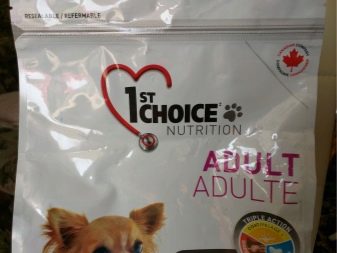 RESEALABLE / REFERMABLE
1ST
CHOICE
NUTRITION
ADULT
ADULTE
TRIPLE ACTION